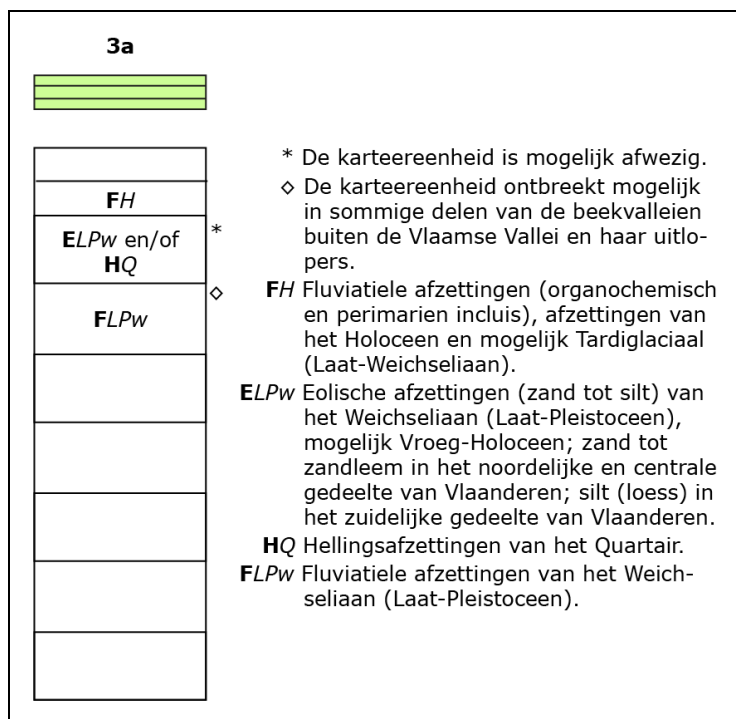 3a
FH
ELPw en/of
HQ
*
FLPw
◇
* De karteereenheid is mogelijk afwezig.
◇ De karteereenheid ontbreekt mogelijk
in sommige delen van de beekvalleien
buiten de Vlaamse Vallei en haar uitlo-
pers.
FH Fluviatiele afzettingen (organochemisch
en perimarien incluis), afzettingen van
het Holoceen en mogelijk Tardiglaciaal
(Laat-Weichseliaan).
ELPw Eolische afzettingen (zand tot silt) van
het Weichseliaan (Laat-Pleistoceen),
mogelijk Vroeg-Holoceen; zand tot
zandleem in het noordelijke en centrale
gedeelte van Vlaanderen; silt (loess) in
het zuidelijke gedeelte van Vlaanderen.
HQ Hellingsafzettingen van het Quartair.
FLPw Fluviatiele afzettingen van het Weich-
seliaan (Laat-Pleistoceen).